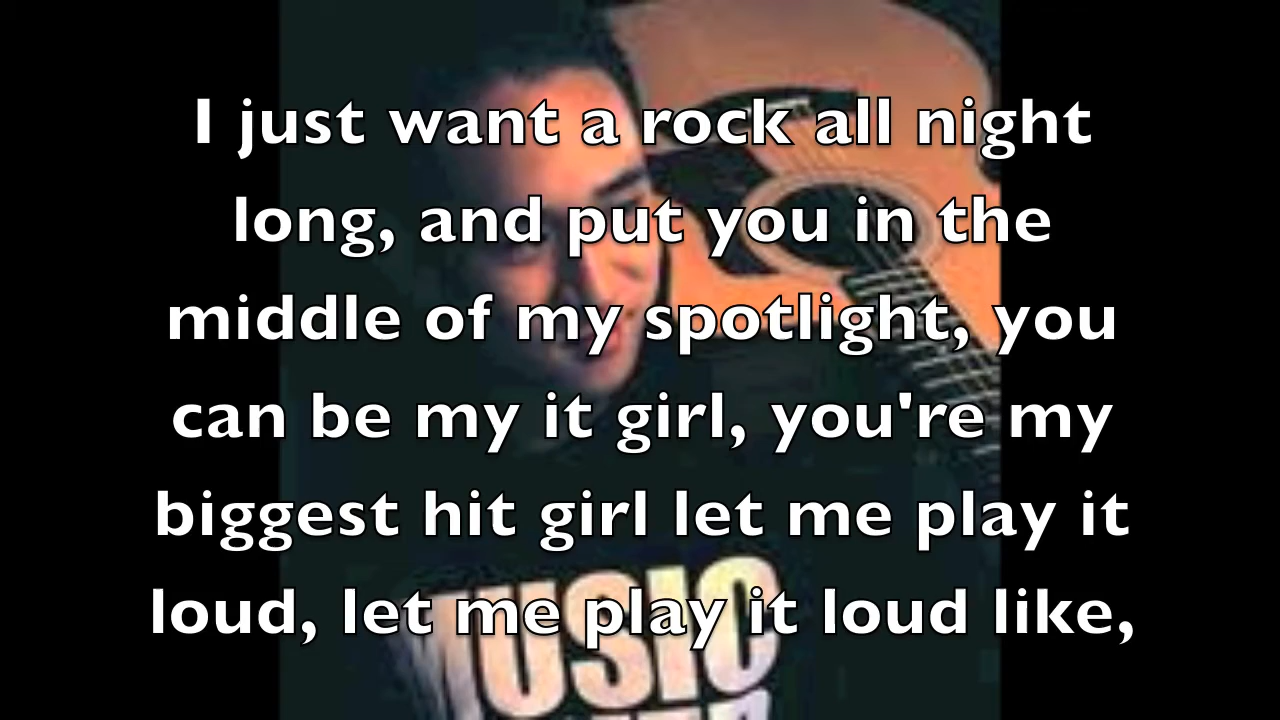 I just want a rock all night
long, and put you in the
middle of my spotlight, you
can be my it girl, you're my
biggest hit girl let me play it
loud, let me play it loud like,
MUSIC